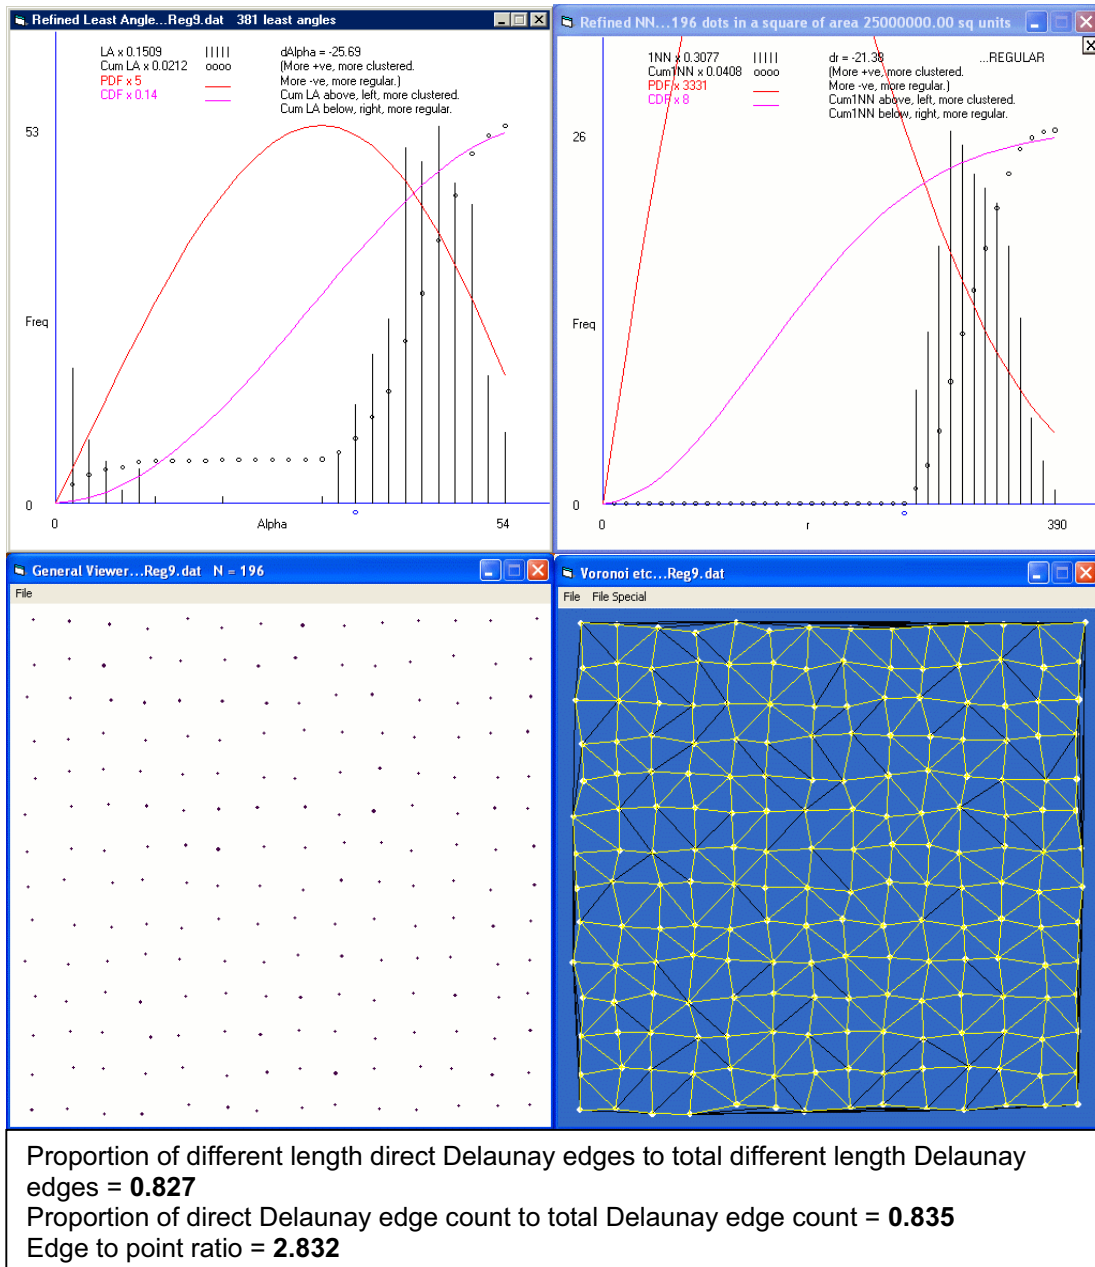 Refined Least Angle...Reg9.dat 381 least angles
LA x 0.1509 | | | | |
Cum LA x 0.0212 oooo
PDF x 5
CDF x 0.14
dAlpha = -25.69
(More +ve, more clustered.
More -ve, more regular.)
Cum LA above, left, more clustered.
Cum LA below, right, more regular.
53
Freq
0
0
Alpha
54
Refined NN...196 dots in a square of area 25000000.00 sq units
1NN x 0.3077 | | | | |
Cum1NN x 0.0408 oooo
PDF x 3331
CDF x 8
dr = -21.38 ...REGULAR
(More +ve, more clustered.
More -ve, more regular.)
Cum1NN above, left, more clustered.
Cum1NN below, right, more regular.
26
Freq
0
0
r
390
General Viewer...Reg9.dat N = 196
File
Voronoi etc...Reg9.dat
File File Special
Proportion of different length direct Delaunay edges to total different length Delaunay
edges = 0.827
Proportion of direct Delaunay edge count to total Delaunay edge count = 0.835
Edge to point ratio = 2.832